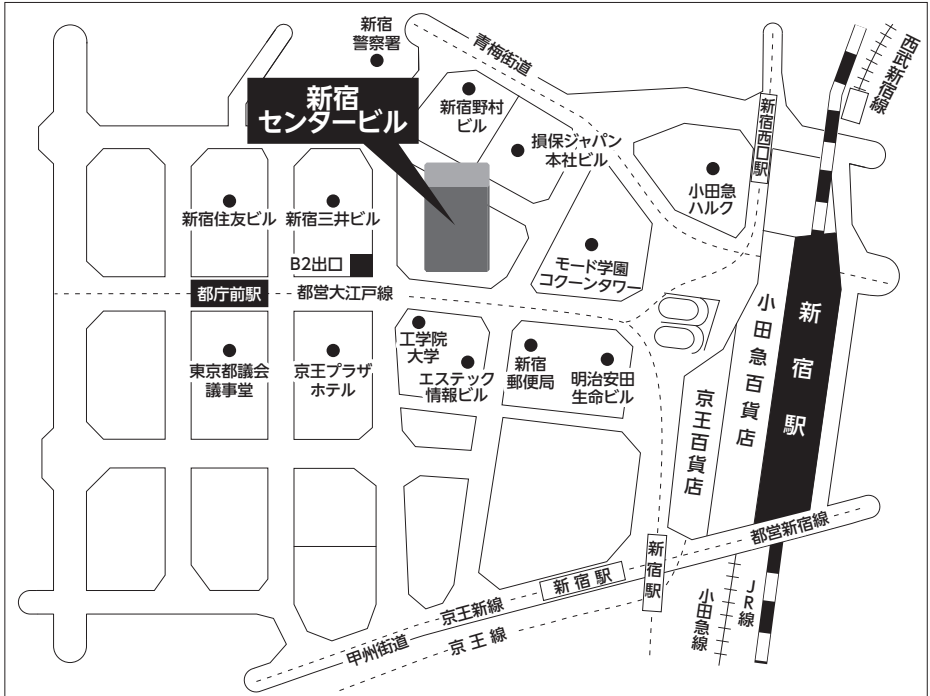 新宿
警察署
青梅街道
西武新宿線
新宿
センタービル
新宿野村
ビル
損保ジャパン
本社ビル
新宿西口駅
小田急
ハルク
新宿住友ビル
新宿三井ビル
モード学園
コクーンタワー
B2出口
都庁前駅
都営大江戸線
小田急百貨店
新宿駅
工学院
大学
エステック
情報ビル
新宿
郵便局
明治安田
生命ビル
東京都議会
議事堂
京王プラザ
ホテル
京王百貨店
都営新宿線
新宿駅
新宿駅
京王新線
甲州街道
京王線
小田急線
JR線